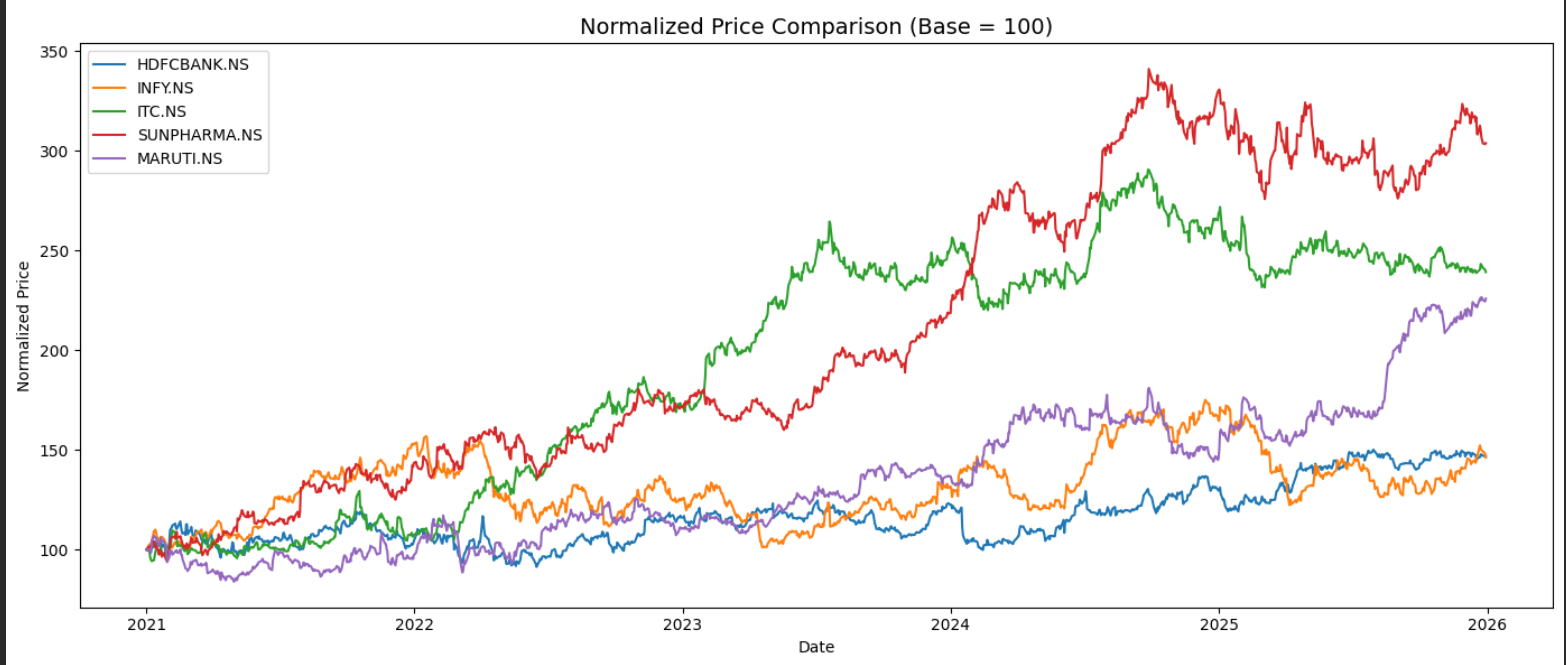 Normalized Price Comparison (Base = 100)
350
300
250
200
150
100
Normalized Price
HDFCBANK.NS
INFY.NS
ITC.NS
SUNPHARMA.NS
MARUTI.NS
2021 2022 2023 2024 2025 2026
Date